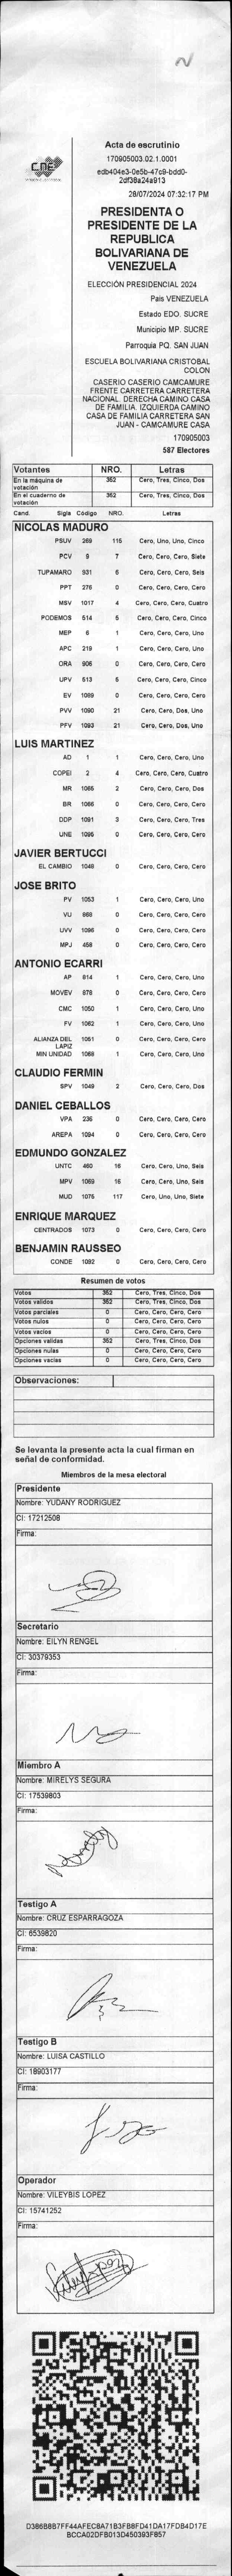 CNE
Acta de escrutinio
170905003.02.1.0001
edb404e3-0e5b-47c9-bdd0-
2df38a24a913
28/07/2024 07:32:17 PM
PRESIDENTA O
PRESIDENTE DE LA
REPUBLICA
BOLIVARIANA DE
VENEZUELA
ELECCIÓN PRESIDENCIAL 2024
Pais VENEZUELA
Estado EDO. SUCRE
Municipio MP. SUCRE
Parroquia PQ. SAN JUAN
ESCUELA BOLIVARIANA CRISTOBAL
COLON
CASERIO CASERIO CAMCAMURE
FRENTE CARRETERA CARRETERA
NACIONAL. DERECHA CAMINO CASA
DE FAMILIA. IZQUIERDA CAMINO
CASA DE FAMILIA CARRETERA SAN
JUAN - CAMCAMURE CASA
170905003
587 Electores
Votantes NRO. Letras
En la máquina de votación 352 Cero, Tres, Cinco, Dos
En el cuaderno de votación 352 Cero, Tres, Cinco, Dos
Cand. Sigla Código NRO. Letras
NICOLAS MADURO
PSUV 269 115 Cero, Uno, Uno, Cinco
PCV 9 7 Cero, Cero, Cero, Siete
TUPAMARO 931 6 Cero, Cero, Cero, Seis
PPT 276 0 Cero, Cero, Cero, Cero
MSV 1017 4 Cero, Cero, Cero, Cuatro
PODEMOS 514 5 Cero, Cero, Cero, Cinco
MEP 6 1 Cero, Cero, Cero, Uno
APC 219 1 Cero, Cero, Cero, Uno
ORA 905 0 Cero, Cero, Cero, Cero
UPV 513 5 Cero, Cero, Cero, Cinco
EV 1089 0 Cero, Cero, Cero, Cero
PVV 1090 21 Cero, Cero, Dos, Uno
PFV 1093 21 Cero, Cero, Dos, Uno
LUIS MARTINEZ
AD 1 1 Cero, Cero, Cero, Uno
COPEI 2 4 Cero, Cero, Cero, Cuatro
MR 1065 2 Cero, Cero, Cero, Dos
BR 1066 0 Cero, Cero, Cero, Cero
DDP 1091 3 Cero, Cero, Cero, Tres
UNE 1095 0 Cero, Cero, Cero, Cero
JAVIER BERTUCCI
EL CAMBIO 1048 0 Cero, Cero, Cero, Cero
JOSE BRITO
PV 1053 1 Cero, Cero, Cero, Uno
VU 868 0 Cero, Cero, Cero, Cero
UVV 1096 0 Cero, Cero, Cero, Cero
MPJ 458 0 Cero, Cero, Cero, Cero
ANTONIO ECARRI
AP 814 1 Cero, Cero, Cero, Uno
MOVEV 978 0 Cero, Cero, Cero, Cero
CMC 1050 1 Cero, Cero, Cero, Uno
FV 1062 1 Cero, Cero, Cero, Uno
ALIANZA DEL LAPIZ 1051 0 Cero, Cero, Cero, Cero
MIN UNIDAD 1068 1 Cero, Cero, Cero, Uno
CLAUDIO FERMIN
SPV 1049 2 Cero, Cero, Cero, Dos
DANIEL CEBALLOS
VPA 236 0 Cero, Cero, Cero, Cero
AREPA 1094 0 Cero, Cero, Cero, Cero
EDMUNDO GONZALEZ
UNTC 460 16 Cero, Cero, Uno, Seis
MPV 1069 16 Cero, Cero, Uno, Seis
MUD 1076 117 Cero, Uno, Uno, Siete
ENRIQUE MARQUEZ
CENTRADOS 1073 0 Cero, Cero, Cero, Cero
BENJAMIN RAUSSEO
CONDE 1092 0 Cero, Cero, Cero, Cero
Resumen de votos
Votos 352 Cero, Tres, Cinco, Dos
Votos validos 352 Cero, Tres, Cinco, Dos
Votos parciales 0 Cero, Cero, Cero, Cero
Votos nulos 0 Cero, Cero, Cero, Cero
Votos vacios 0 Cero, Cero, Cero, Cero
Opciones validas 352 Cero, Tres, Cinco, Dos
Opciones nulas 0 Cero, Cero, Cero, Cero
Opciones vacias 0 Cero, Cero, Cero, Cero
Observaciones:
Se levanta la presente acta la cual firman en
señal de conformidad.
Miembros de la mesa electoral
Presidente
Nombre: YUDANY RODRIGUEZ
CI: 17212508
Firma:
Secretario
Nombre: EILYN RENGEL
CI: 30379353
Firma:
Miembro A
Nombre: MIRELYS SEGURA
CI: 17539803
Firma:
Testigo A
Nombre: CRUZ ESPARRAGOZA
CI: 6539820
Firma:
Testigo B
Nombre: LUISA CASTILLO
CI: 18903177
Firma:
Operador
Nombre: VILEYBIS LOPEZ
CI: 15741252
Firma:
D386B8B7FF44AFEC8A71B3FB8FD41DA17FDB4D17E
BCCA02DFB013D450393F857